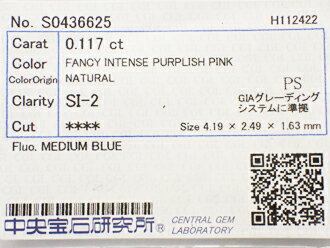 No. S0436625 H112422
Carat 0.117 ct
Color FANCY INTENSE PURPLISH PINK
ColorOrigin NATURAL
Clarity SI-2 PS
GIAグレーディング
システムに準拠
Cut **** Size 4.19 × 2.49 × 1.63 mm
Fluo. MEDIUM BLUE
中央宝石研究所® CENTRAL GEM
LABORATORY